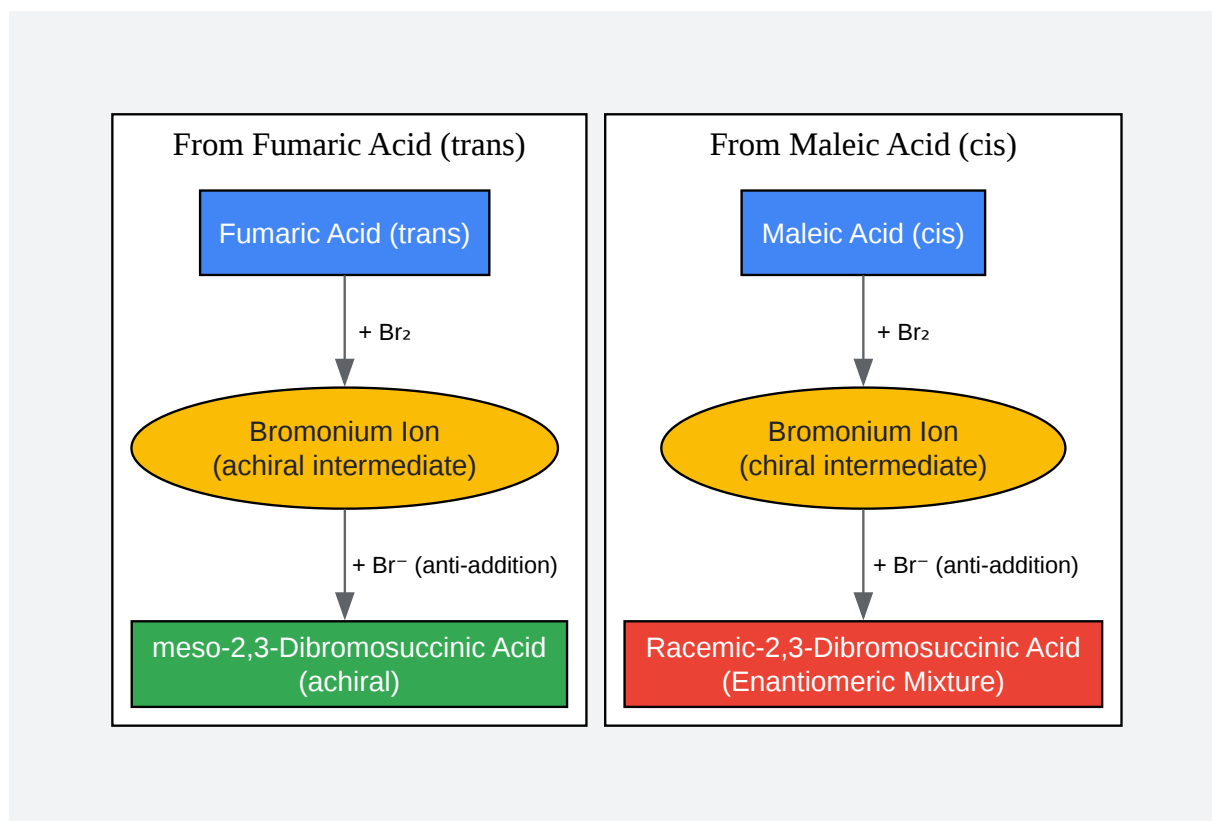 From Fumaric Acid (trans)
Fumaric Acid (trans)
+ Br₂
Bromonium Ion
(achiral intermediate)
+ Br⁻ (anti-addition)
meso-2,3-Dibromosuccinic Acid
(achiral)
From Maleic Acid (cis)
Maleic Acid (cis)
+ Br₂
Bromonium Ion
(chiral intermediate)
+ Br⁻ (anti-addition)
Racemic-2,3-Dibromosuccinic Acid
(Enantiomeric Mixture)